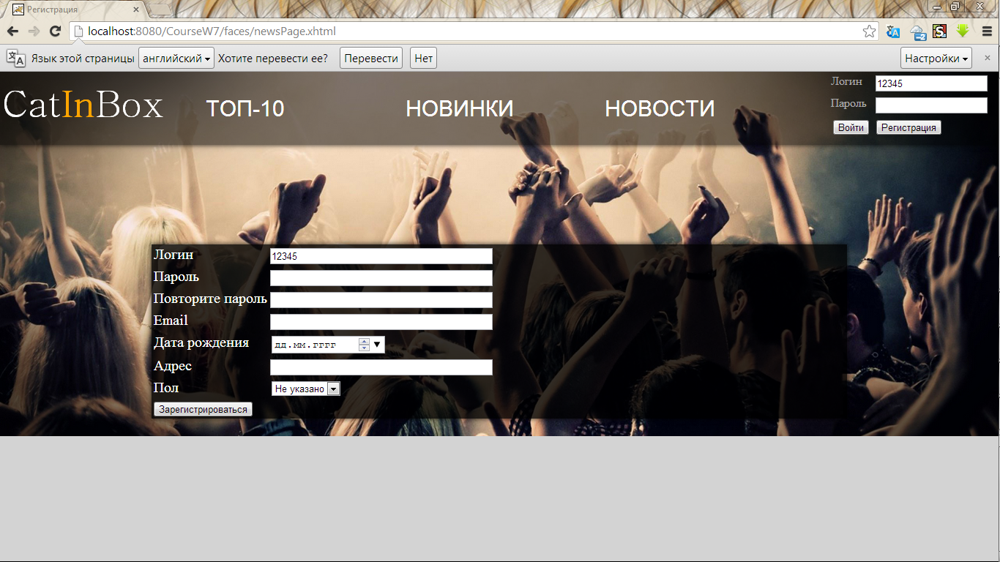 Регистрация
localhost:8080/CourseW7/faces/newsPage.xhtml
Язык этой страницы английский Хотите перевести ее? Перевести Нет Настройки
CatInBox ТОП-10 НОВИНКИ НОВОСТИ
Логин 12345
Пароль
Войти Регистрация
Логин 12345
Пароль
Повторите пароль
Email
Дата рождения дд.мм.гггг
Адрес
Пол Не указано
Зарегистрироваться